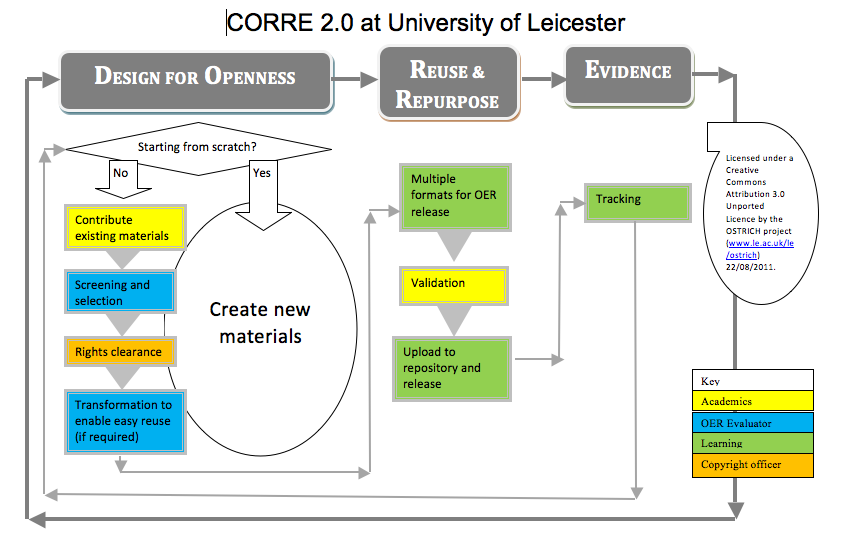 CORRE 2.0 at University of Leicester
DESIGN FOR OPENNESS
REUSE &
REPURPOSE
EVIDENCE
Starting from scratch?
No
Yes
Contribute
existing materials
Screening and
selection
Rights clearance
Transformation to
enable easy reuse
(if required)
Create new
materials
Multiple
formats for OER
release
Validation
Upload to
repository and
release
Tracking
Licensed under a
Creative
Commons
Attribution 3.0
Unported
Licence by the
OSTRICH project
(www.le.ac.uk/le
/ostrich)
22/08/2011.
Key
Academics
OER Evaluator
Learning
Copyright officer